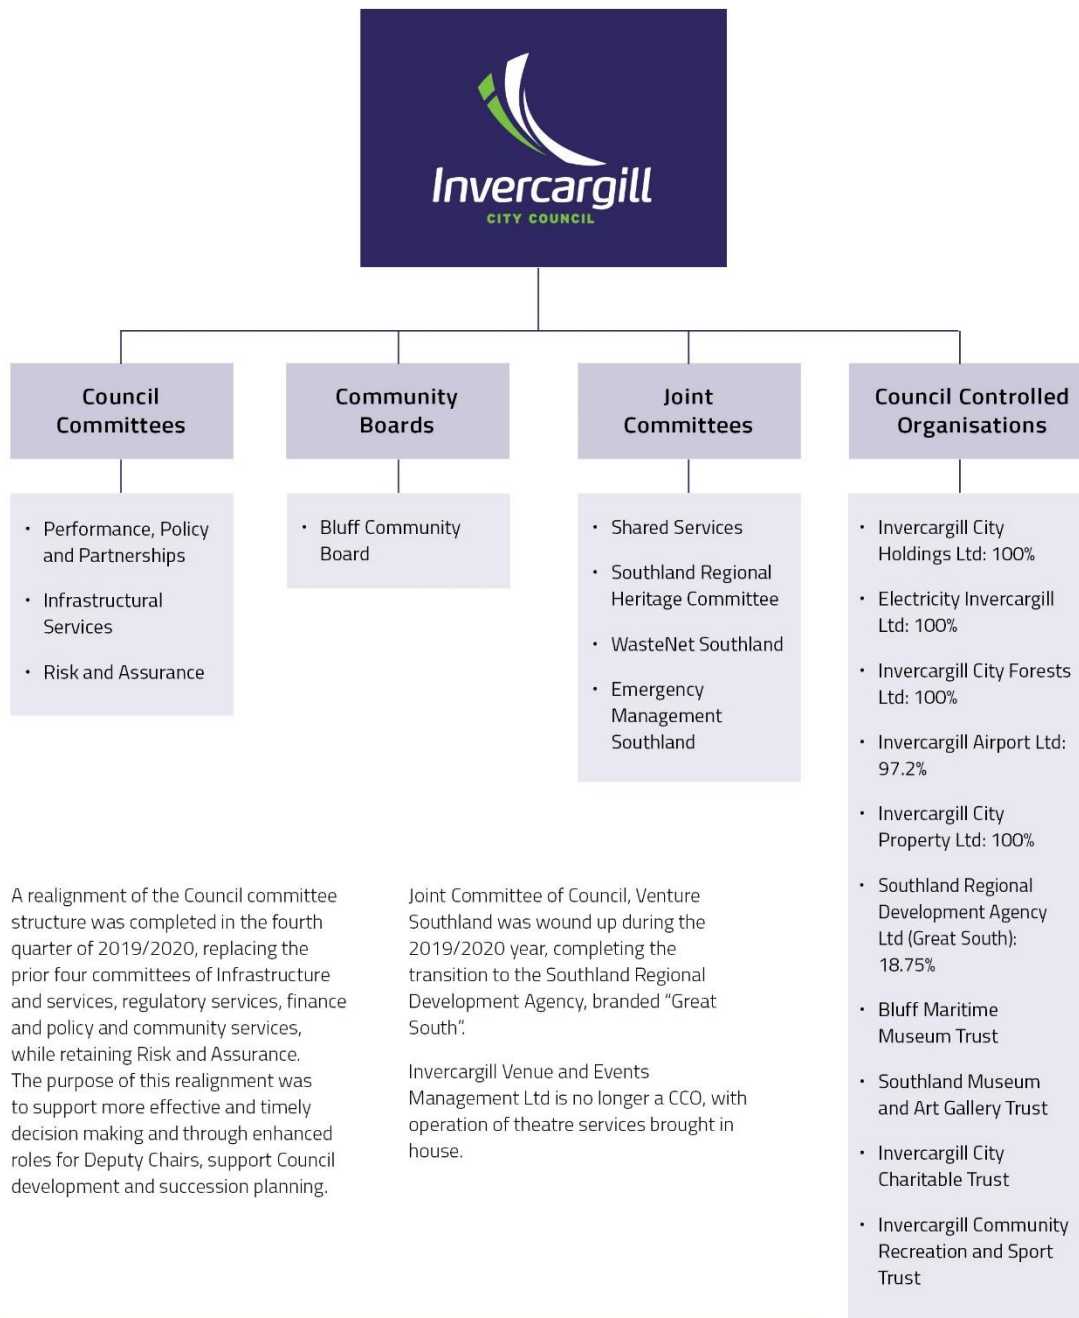 Invercargill
CITY COUNCIL
Council
Committees
• Performance, Policy
and Partnerships
• Infrastructural
Services
• Risk and Assurance
Community
Boards
• Bluff Community
Board
Joint
Committees
• Shared Services
• Southland Regional
Heritage Committee
• WasteNet Southland
• Emergency
Management
Southland
Council Controlled
Organisations
• Invercargill City
Holdings Ltd: 100%
• Electricity Invercargill
Ltd: 100%
• Invercargill City Forests
Ltd: 100%
• Invercargill Airport Ltd:
97.2%
• Invercargill City
Property Ltd: 100%
• Southland Regional
Development Agency
Ltd (Great South):
18.75%
• Bluff Maritime
Museum Trust
• Southland Museum
and Art Gallery Trust
• Invercargill City
Charitable Trust
• Invercargill Community
Recreation and Sport
Trust
A realignment of the Council committee
structure was completed in the fourth
quarter of 2019/2020, replacing the
prior four committees of Infrastructure
and services, regulatory services, finance
and policy and community services,
while retaining Risk and Assurance.
The purpose of this realignment was
to support more effective and timely
decision making and through enhanced
roles for Deputy Chairs, support Council
development and succession planning.
Joint Committee of Council, Venture
Southland was wound up during the
2019/2020 year, completing the
transition to the Southland Regional
Development Agency, branded “Great
South”.
Invercargill Venue and Events
Management Ltd is no longer a CCO, with
operation of theatre services brought in
house.